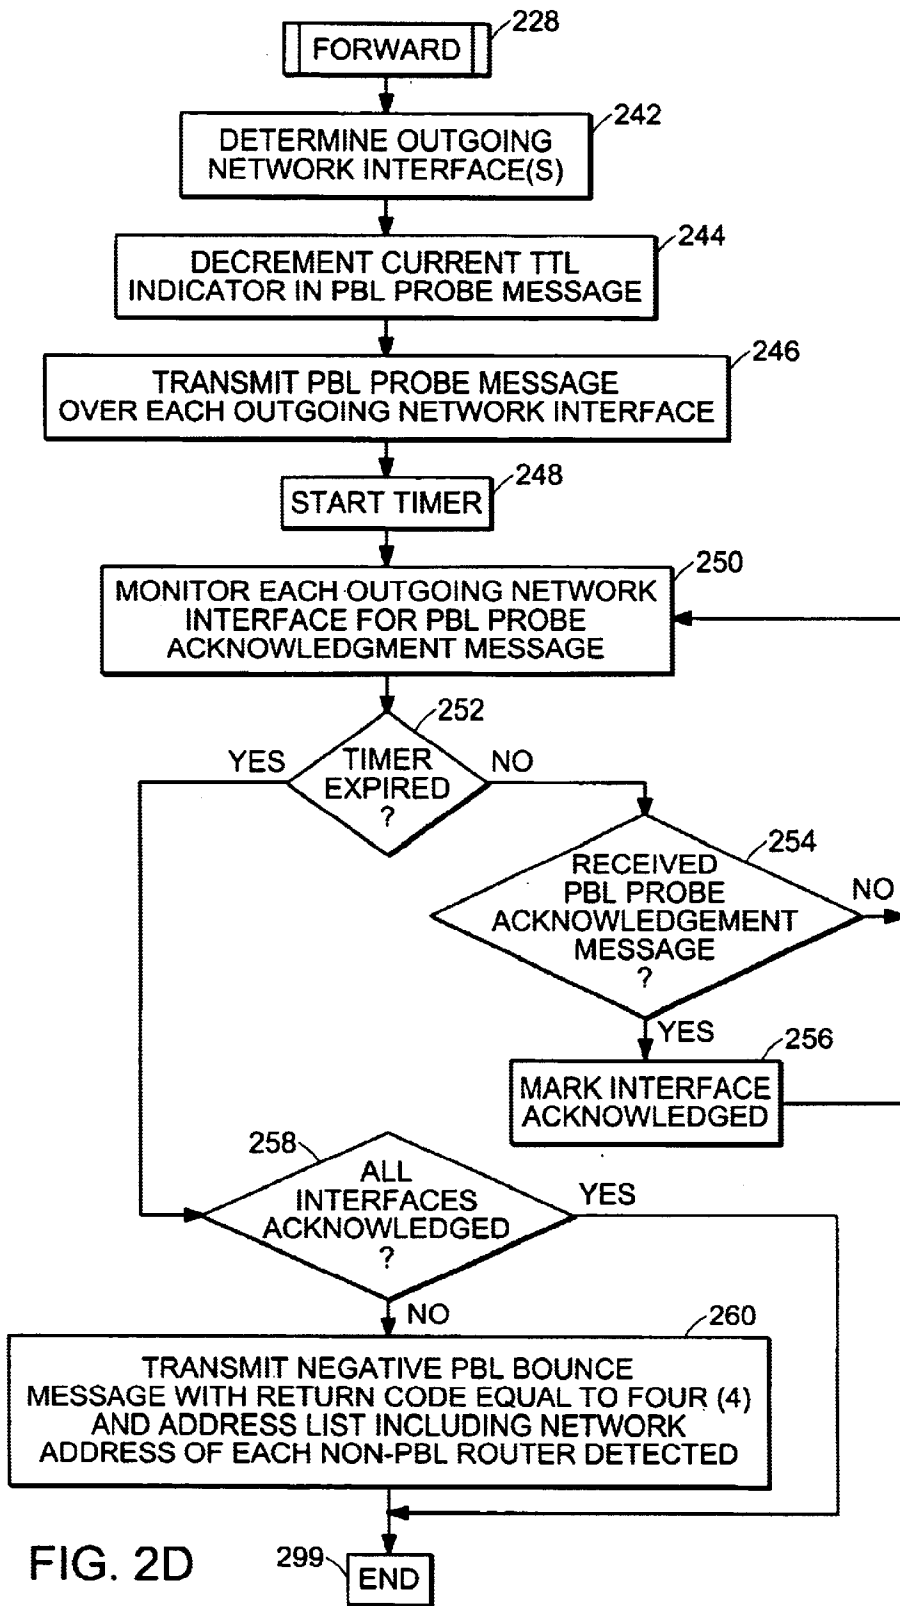 FORWARD
228
DETERMINE OUTGOING
NETWORK INTERFACE(S)
242
DECREMENT CURRENT TTL
INDICATOR IN PBL PROBE MESSAGE
244
TRANSMIT PBL PROBE MESSAGE
OVER EACH OUTGOING NETWORK INTERFACE
246
START TIMER
248
MONITOR EACH OUTGOING NETWORK
INTERFACE FOR PBL PROBE
ACKNOWLEDGMENT MESSAGE
250
252
YES
TIMER
EXPIRED
?
NO
254
RECEIVED
PBL PROBE
ACKNOWLEDGEMENT
MESSAGE
?
NO
YES
256
MARK INTERFACE
ACKNOWLEDGED
258
ALL
INTERFACES
ACKNOWLEDGED
?
YES
NO
260
TRANSMIT NEGATIVE PBL BOUNCE
MESSAGE WITH RETURN CODE EQUAL TO FOUR (4)
AND ADDRESS LIST INCLUDING NETWORK
ADDRESS OF EACH NON-PBL ROUTER DETECTED
FIG. 2D
299
END